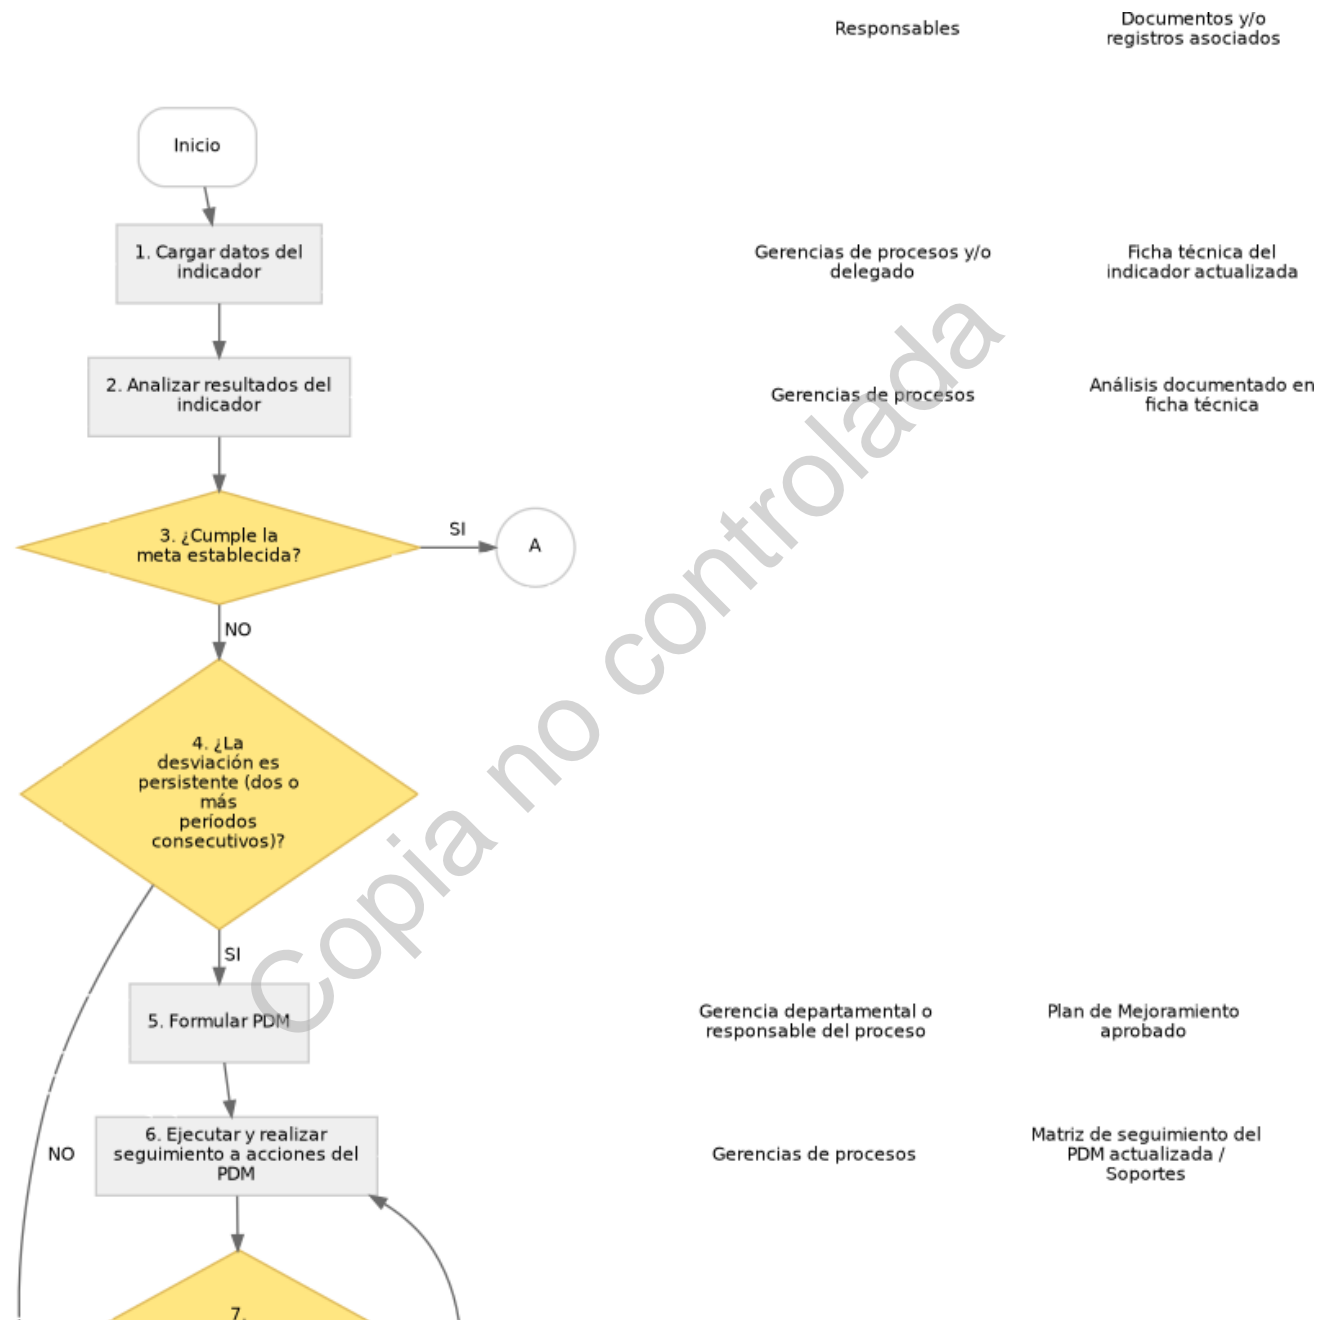 Responsables
Documentos y/o
registros asociados
Inicio
1. Cargar datos del
indicador
Gerencias de procesos y/o
delegado
Ficha técnica del
indicador actualizada
2. Analizar resultados del
indicador
Gerencias de procesos
Análisis documentado en
ficha técnica
3. ¿Cumple la
meta establecida?
SI
A
NO
4. ¿La
desviación es
persistente (dos o
más
períodos
consecutivos)?
SI
5. Formular PDM
Gerencia departamental o
responsable del proceso
Plan de Mejoramiento
aprobado
NO
6. Ejecutar y realizar
seguimiento a acciones del
PDM
Gerencias de procesos
Matriz de seguimiento del
PDM actualizada /
Soportes
7.
Copia no controlada